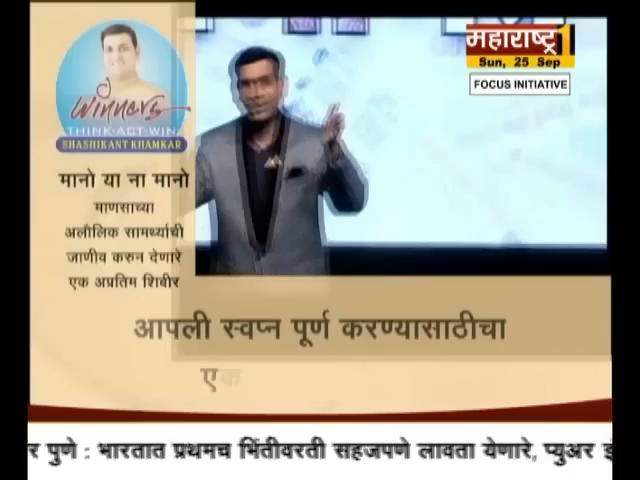 महाराष्ट्र 1
Sun, 25 Sep
FOCUS INITIATIVE
Winners
THINK-ACT-WIN
SHASHIKANT KHAMKAR
मानो या ना मानो
माणसाच्या
अलौलिक सामर्थ्याची
जाणीव करुन देणारे
एक अप्रतिम शिबीर
आपली स्वप्न पूर्ण करण्यासाठीचा
एक
र पुणे : भारतात प्रथमच भिंतीवरती सहजपणे लावता येणारे, प्युअर